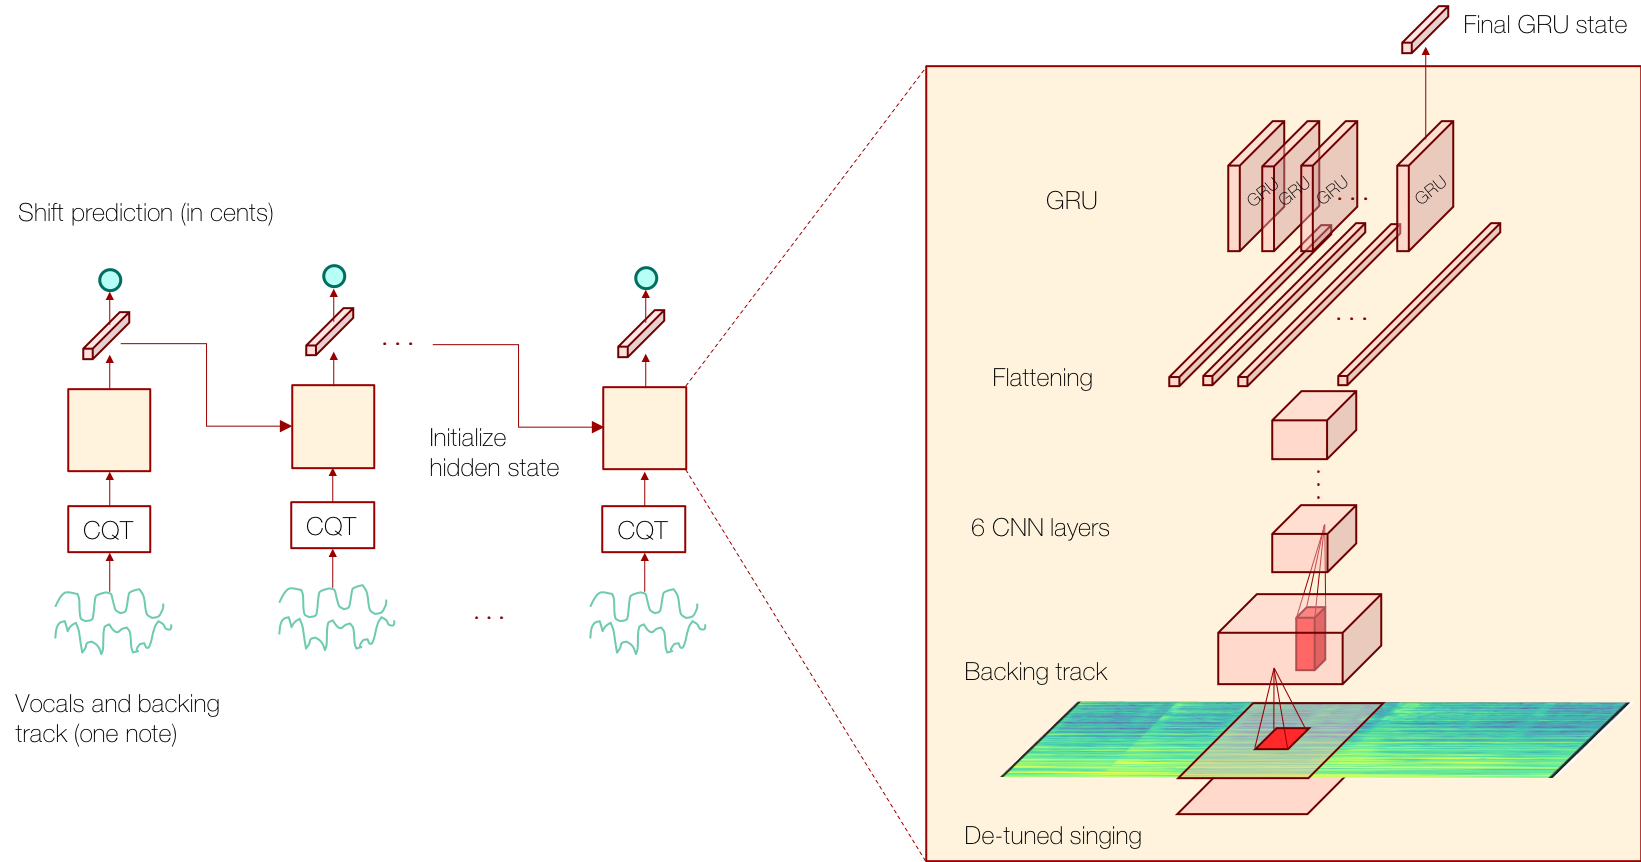 Final GRU state
GRU GRU GRU . . . GRU
GRU
Shift prediction (in cents)
. . .
. . .
Flattening
Initialize
hidden state
6 CNN layers
CQT CQT CQT
. . .
Backing track
Vocals and backing
track (one note)
De-tuned singing